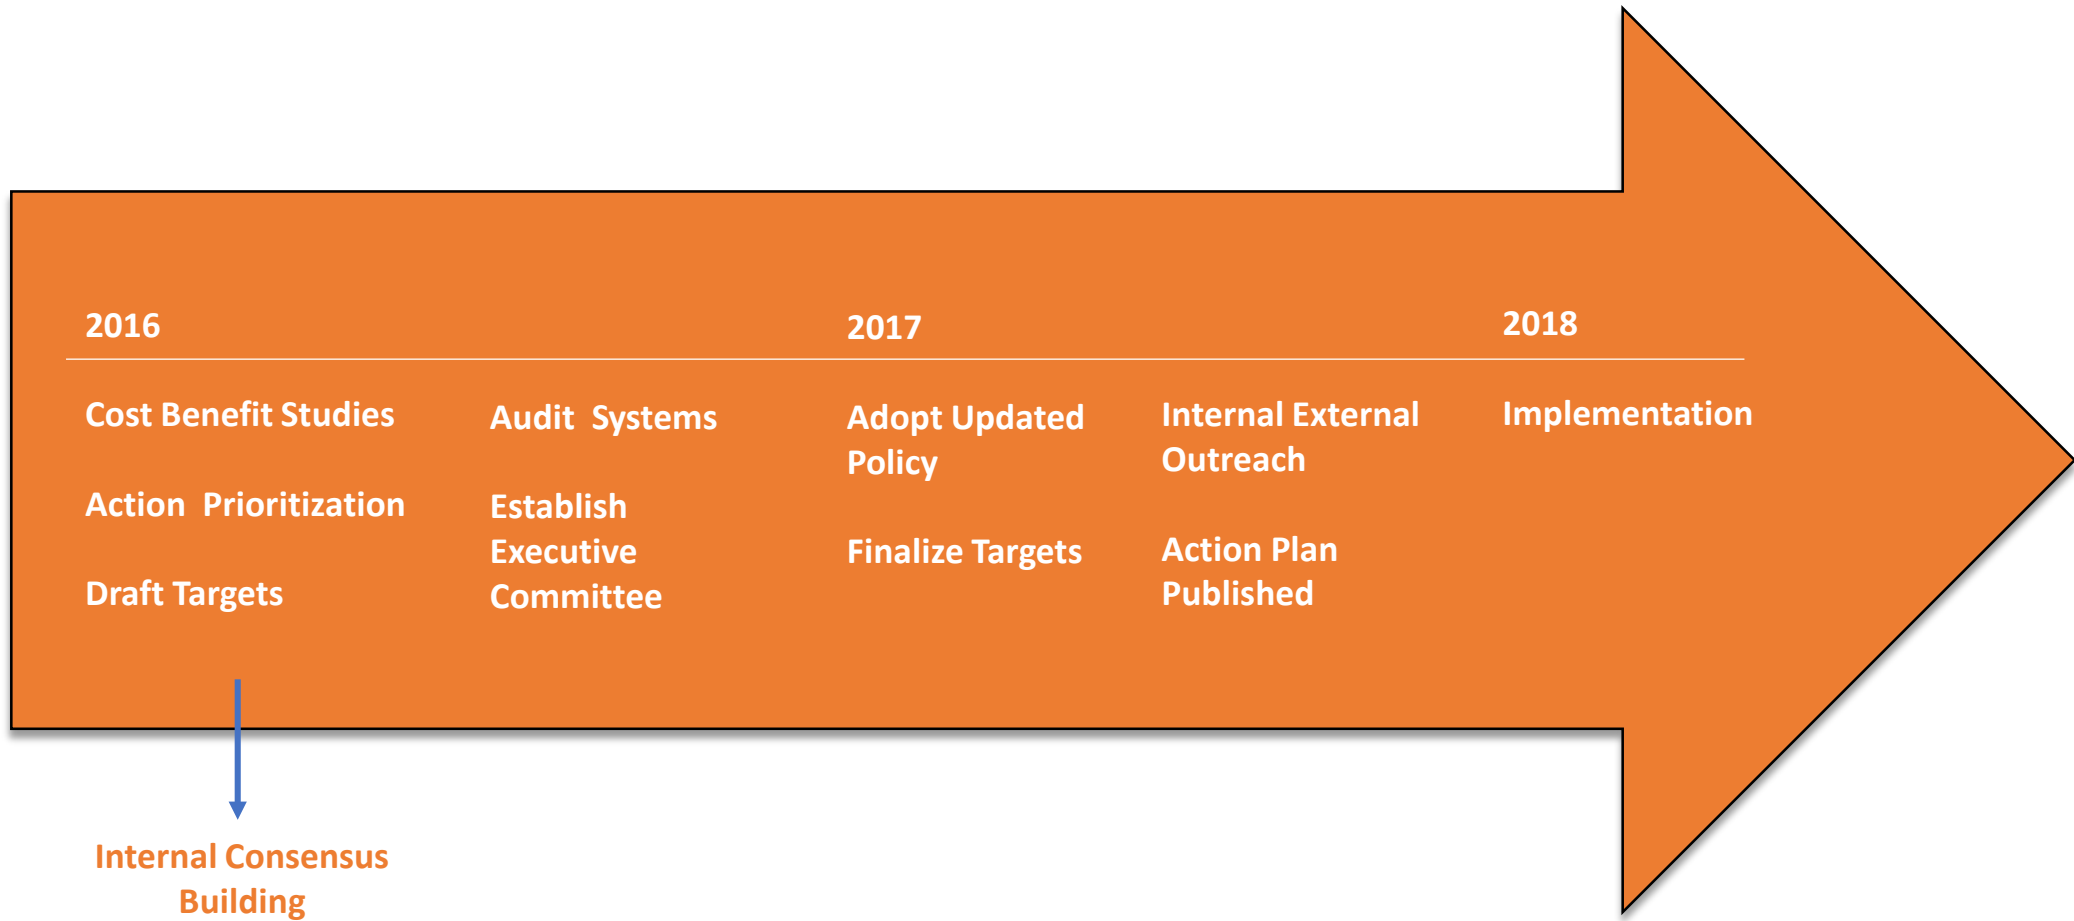 2016
2017
2018
Cost Benefit Studies
Action Prioritization
Draft Targets
Audit Systems
Establish
Executive
Committee
Adopt Updated
Policy
Finalize Targets
Internal External
Outreach
Action Plan
Published
Implementation
Internal Consensus
Building